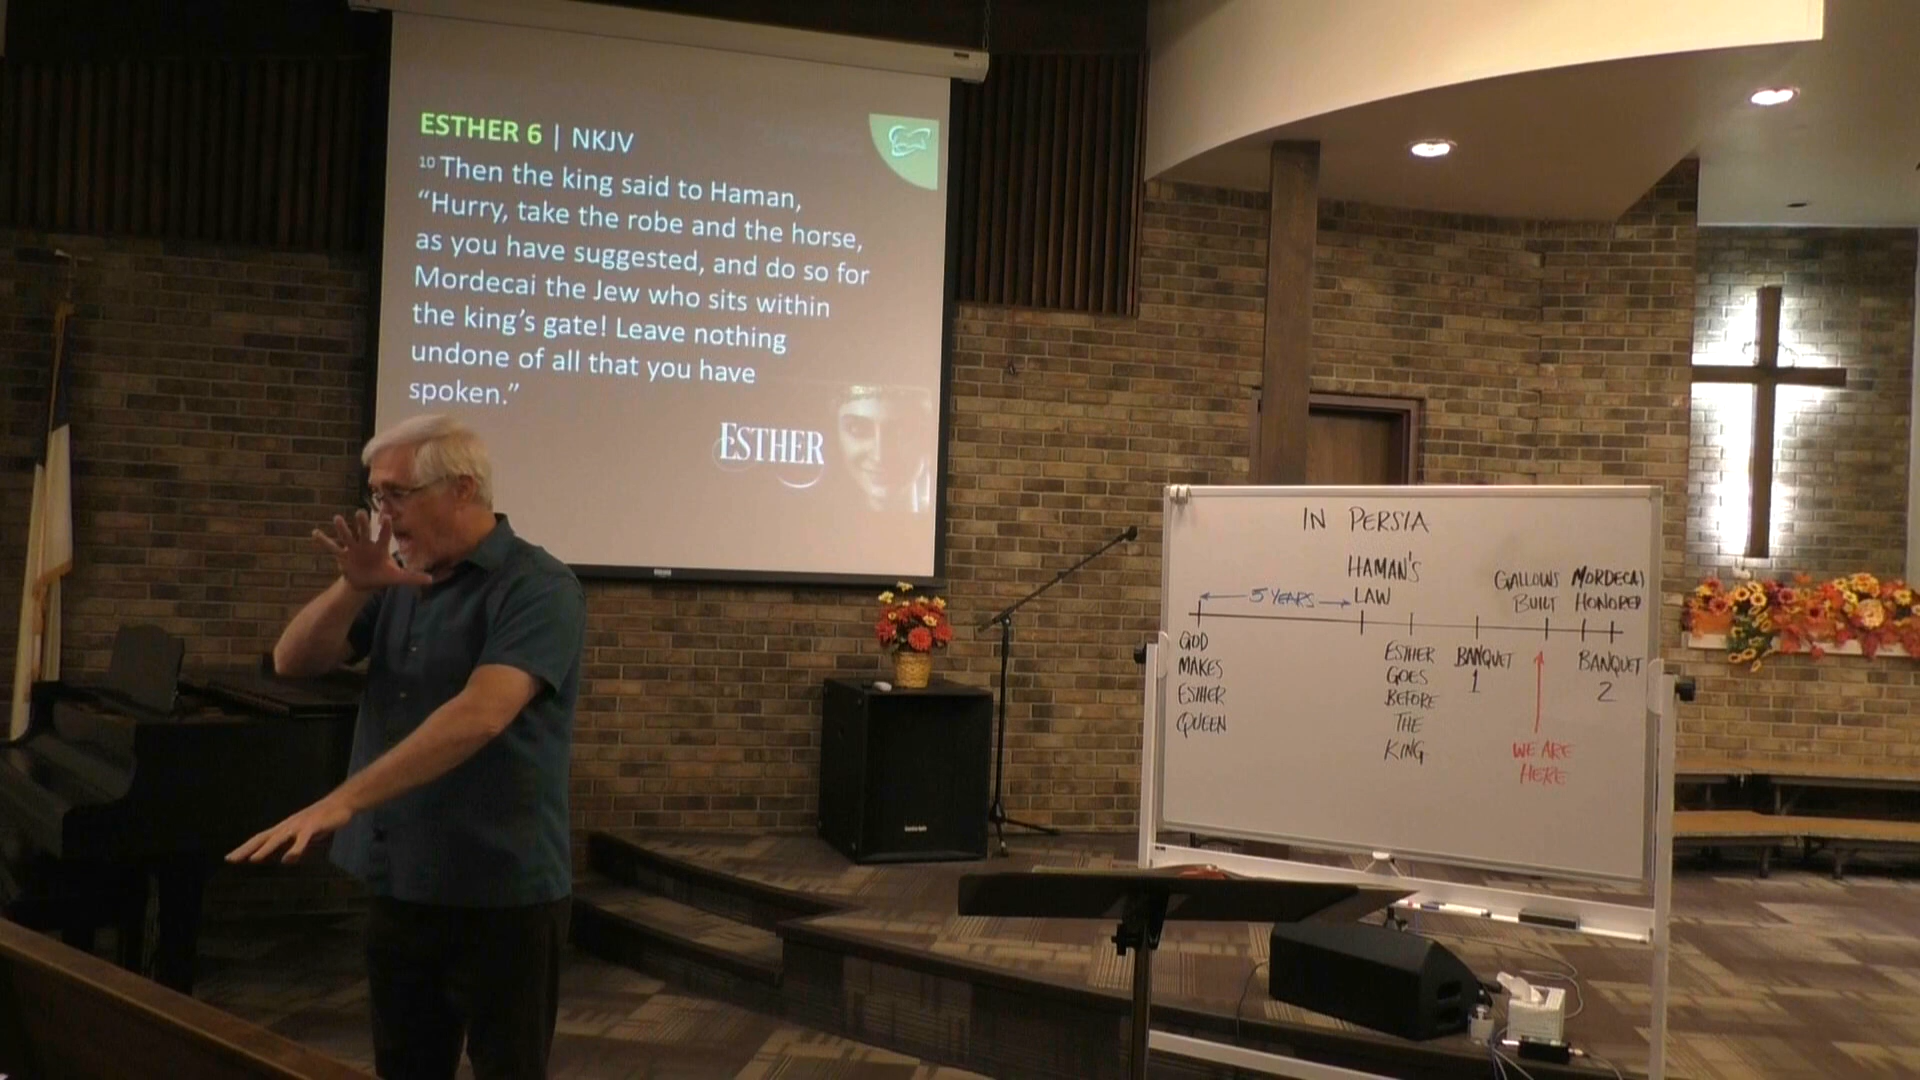 ESTHER 6 | NKJV
10 Then the king said to Haman,
“Hurry, take the robe and the horse,
as you have suggested, and do so for
Mordecai the Jew who sits within
the king’s gate! Leave nothing
undone of all that you have
spoken.”
ESTHER
IN PERSIA
HAMAN'S
LAW
5 YEARS
GALLOWS
BUILT
MORDECAI
HONORED
GOD
MAKES
ESTHER
QUEEN
ESTHER
GOES
BEFORE
THE
KING
BANQUET
1
WE ARE
HERE
BANQUET
2